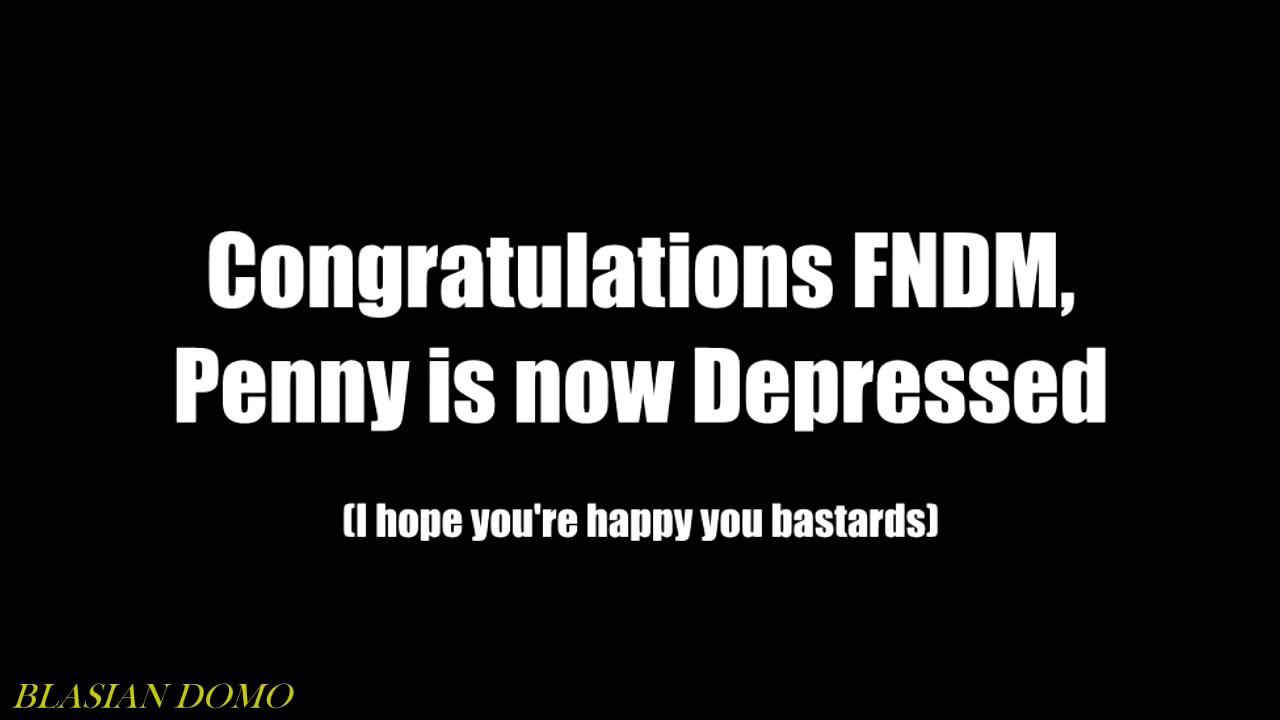 Congratulations FNDM,
Penny is now Depressed
(I hope you're happy you bastards)
BLASIAN DOMO